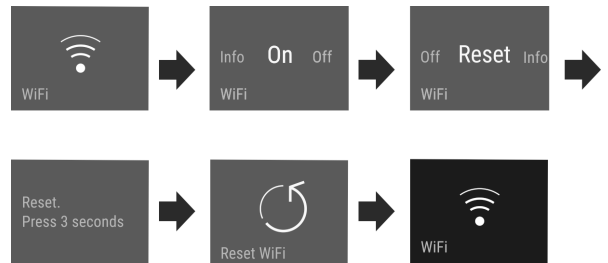 WiFi
Info On Off
WiFi
Off Reset Info
WiFi
Reset.
Press 3 seconds
Reset WiFi
WiFi